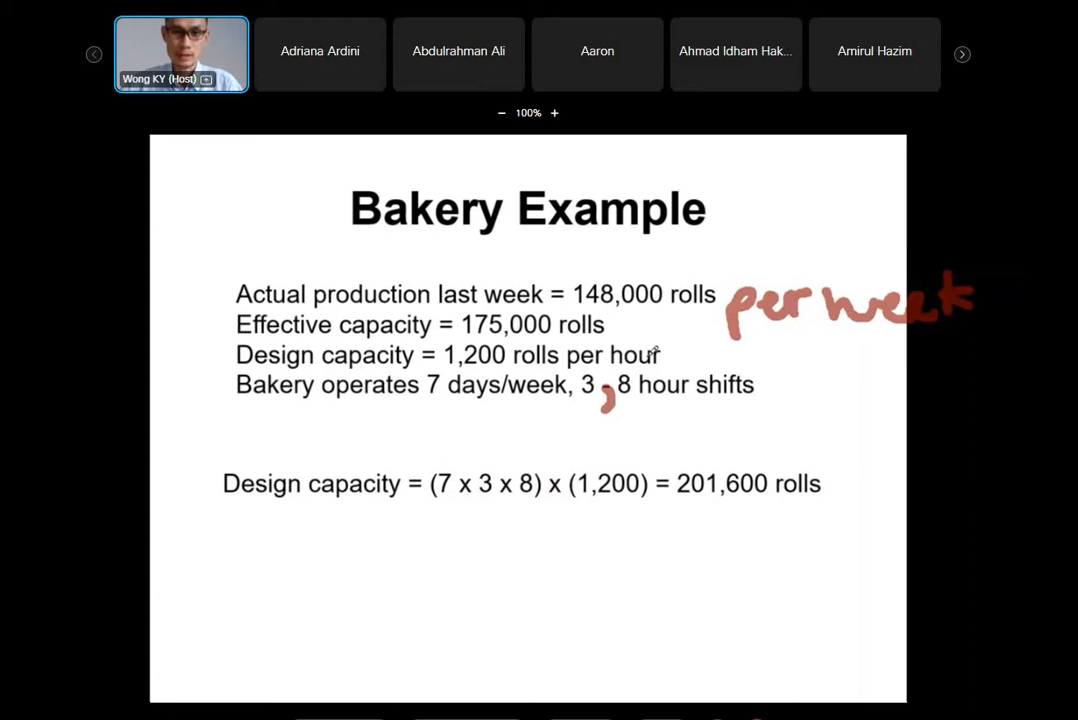 Wong KY (Host)
Adriana Ardini
Abdulrahman Ali
Aaron
Ahmad Idham Hak...
Amirul Hazim
− 100% +
Bakery Example
Actual production last week = 148,000 rolls per week
Effective capacity = 175,000 rolls
Design capacity = 1,200 rolls per hour
Bakery operates 7 days/week, 3 - 8 hour shifts
Design capacity = (7 x 3 x 8) x (1,200) = 201,600 rolls